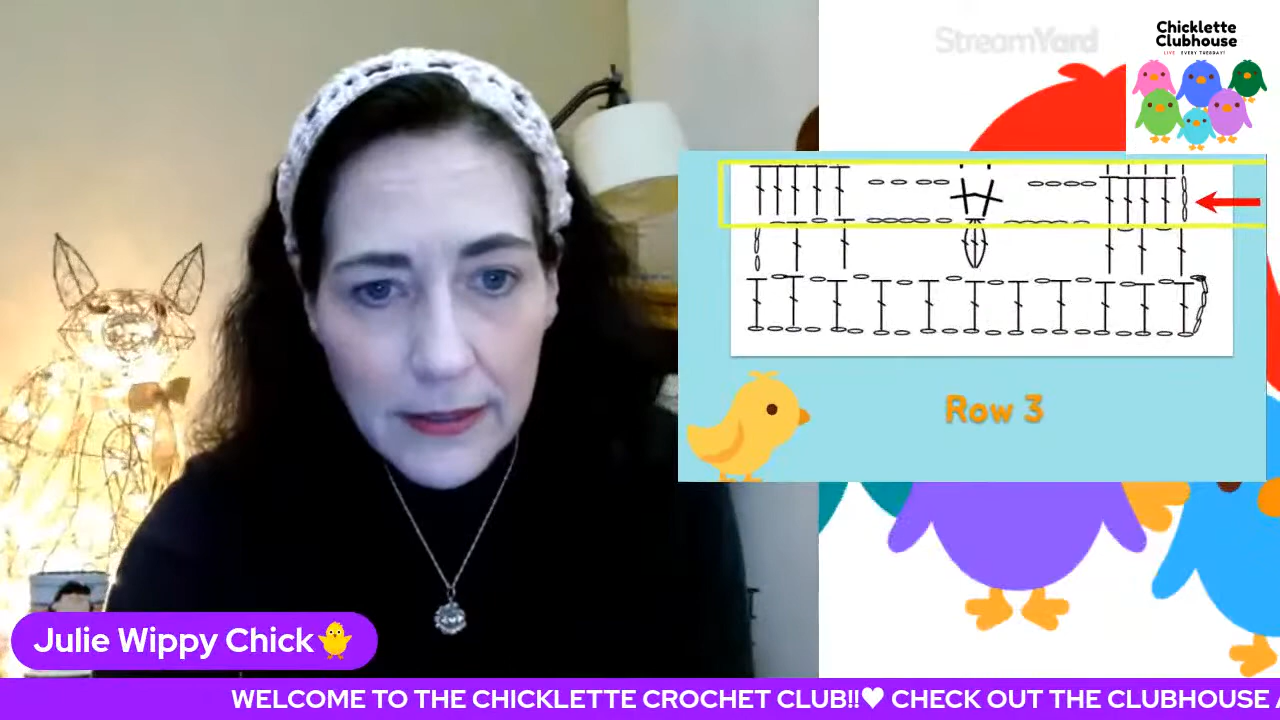 StreamYard
Chicklette
Clubhouse
LIVE EVERY TUESDAY!
Row 3
Julie Wippy Chick🐥
WELCOME TO THE CHICKLETTE CROCHET CLUB!!♥ CHECK OUT THE CLUBHOUSE